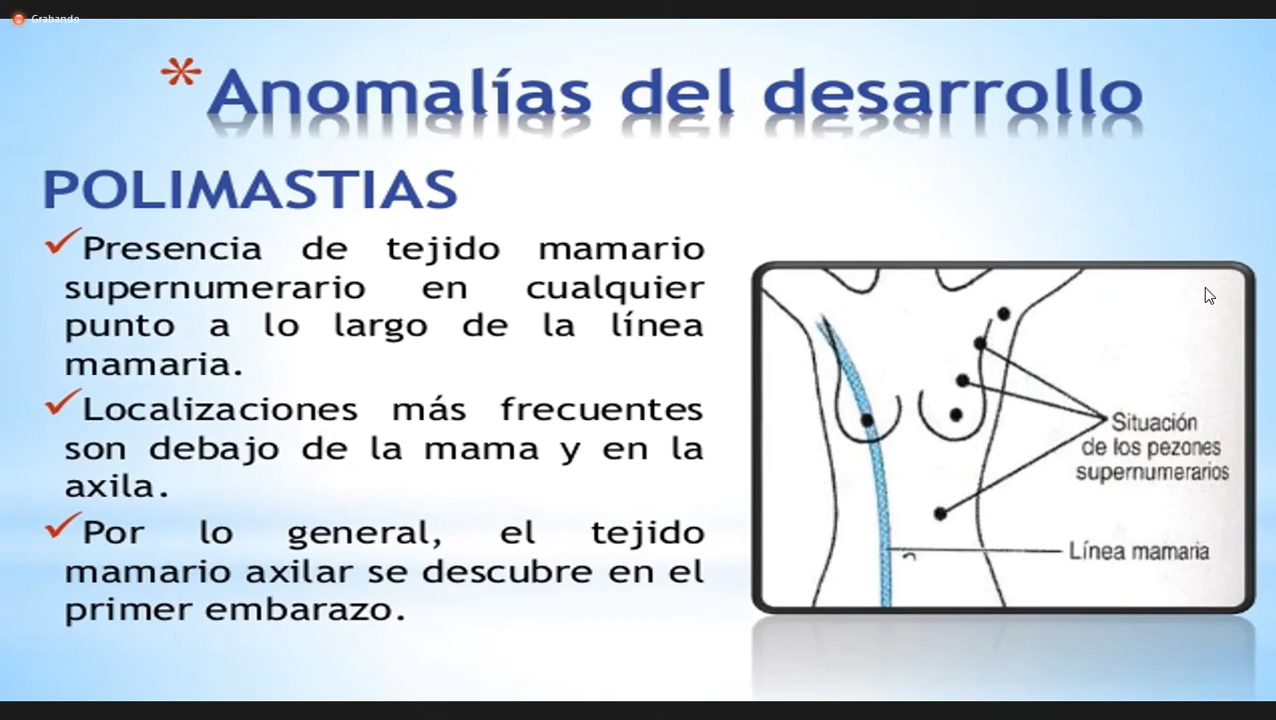 Grabando
* Anomalías del desarrollo
POLIMASTIAS
✓Presencia de tejido mamario
supernumerario en cualquier
punto a lo largo de la línea
mamaria.
✓Localizaciones más frecuentes
son debajo de la mama y en la
axila.
✓Por lo general, el tejido
mamario axilar se descubre en el
primer embarazo.
Situación
de los pezones
supernumerarios
Línea mamaria